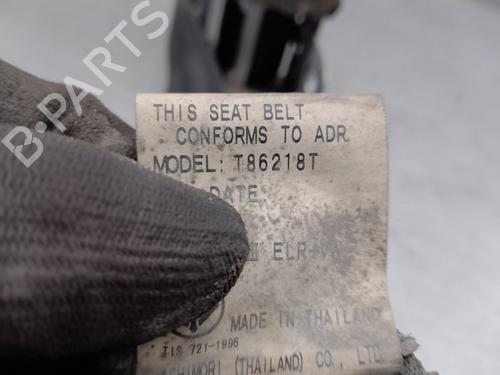 B-PARTS
THIS SEAT BELT
CONFORMS TO ADR.
MODEL: T86218T
DATE.
ELR
MADE IN THAILAND
TIS 721-1996
ASHIMORI (THAILAND) CO., LTD.